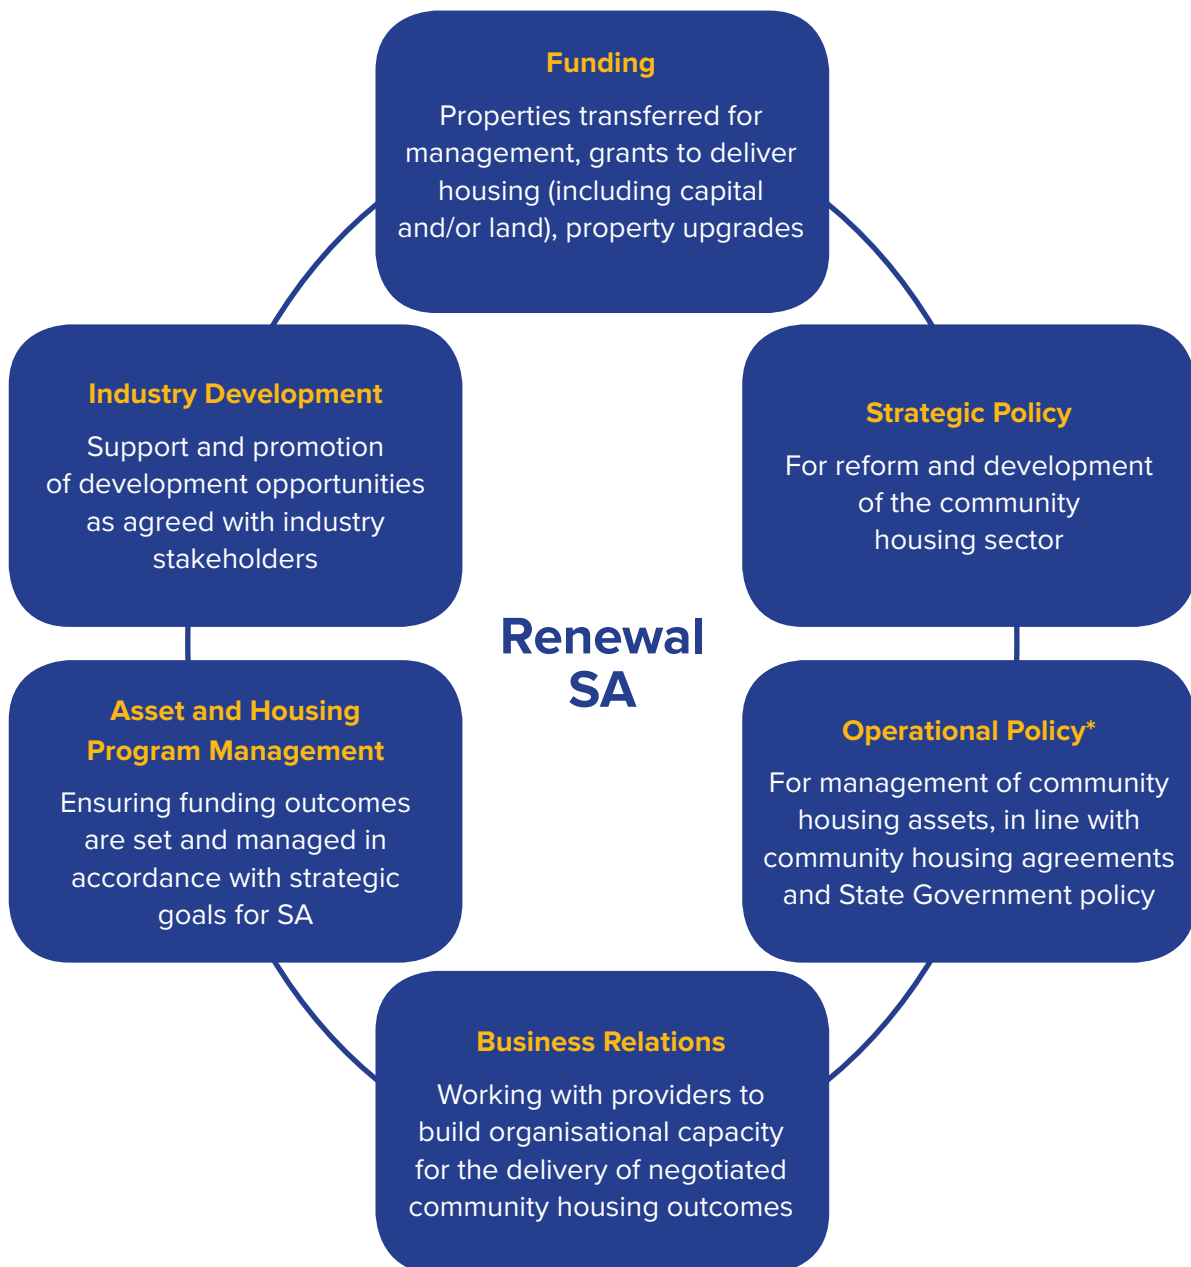 Funding
Properties transferred for
management, grants to deliver
housing (including capital
and/or land), property upgrades
Strategic Policy
For reform and development
of the community
housing sector
Operational Policy*
For management of community
housing assets, in line with
community housing agreements
and State Government policy
Business Relations
Working with providers to
build organisational capacity
for the delivery of negotiated
community housing outcomes
Asset and Housing
Program Management
Ensuring funding outcomes
are set and managed in
accordance with strategic
goals for SA
Industry Development
Support and promotion
of development opportunities
as agreed with industry
stakeholders
Renewal
SA